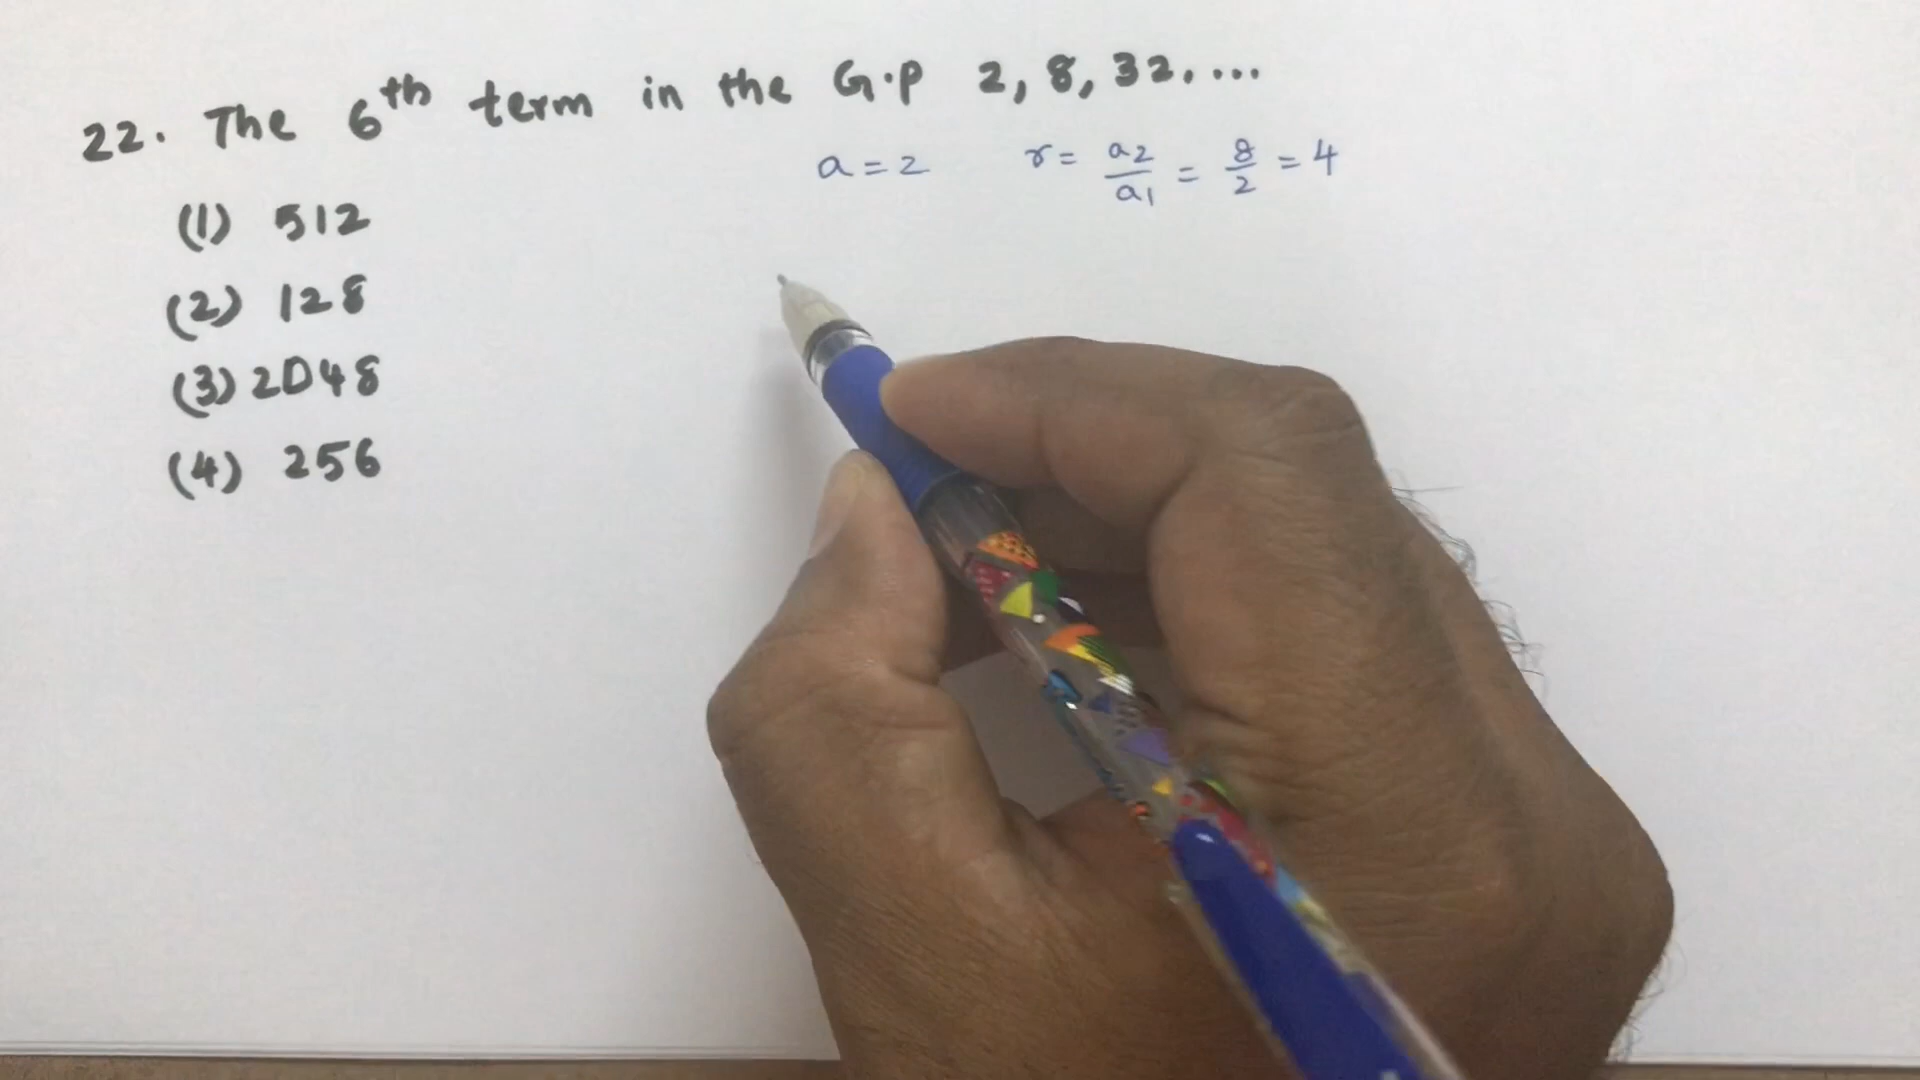 22. The 6th term in the G.P 2, 8, 32, ...
a = 2 r = a2/a1 = 8/2 = 4
(1) 512
(2) 128
(3) 2048
(4) 256